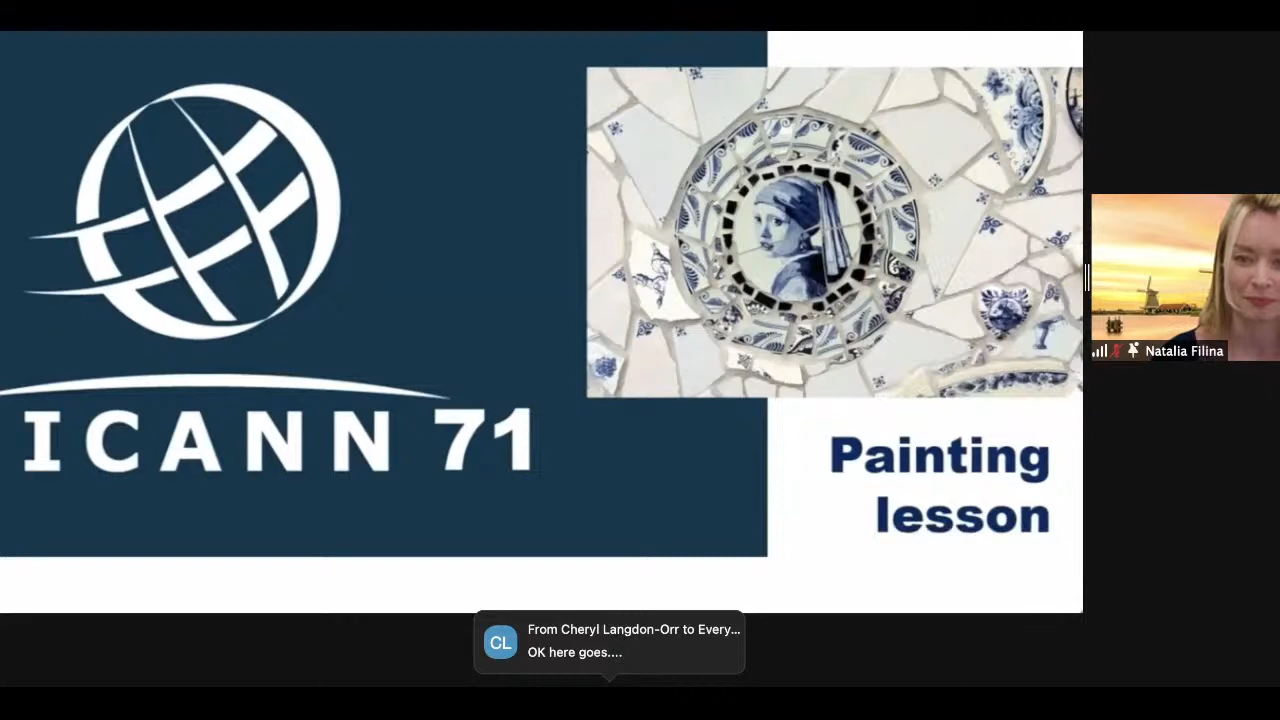 ICANN 71
Painting
lesson
Natalia Filina
CL
From Cheryl Langdon-Orr to Every...
OK here goes....